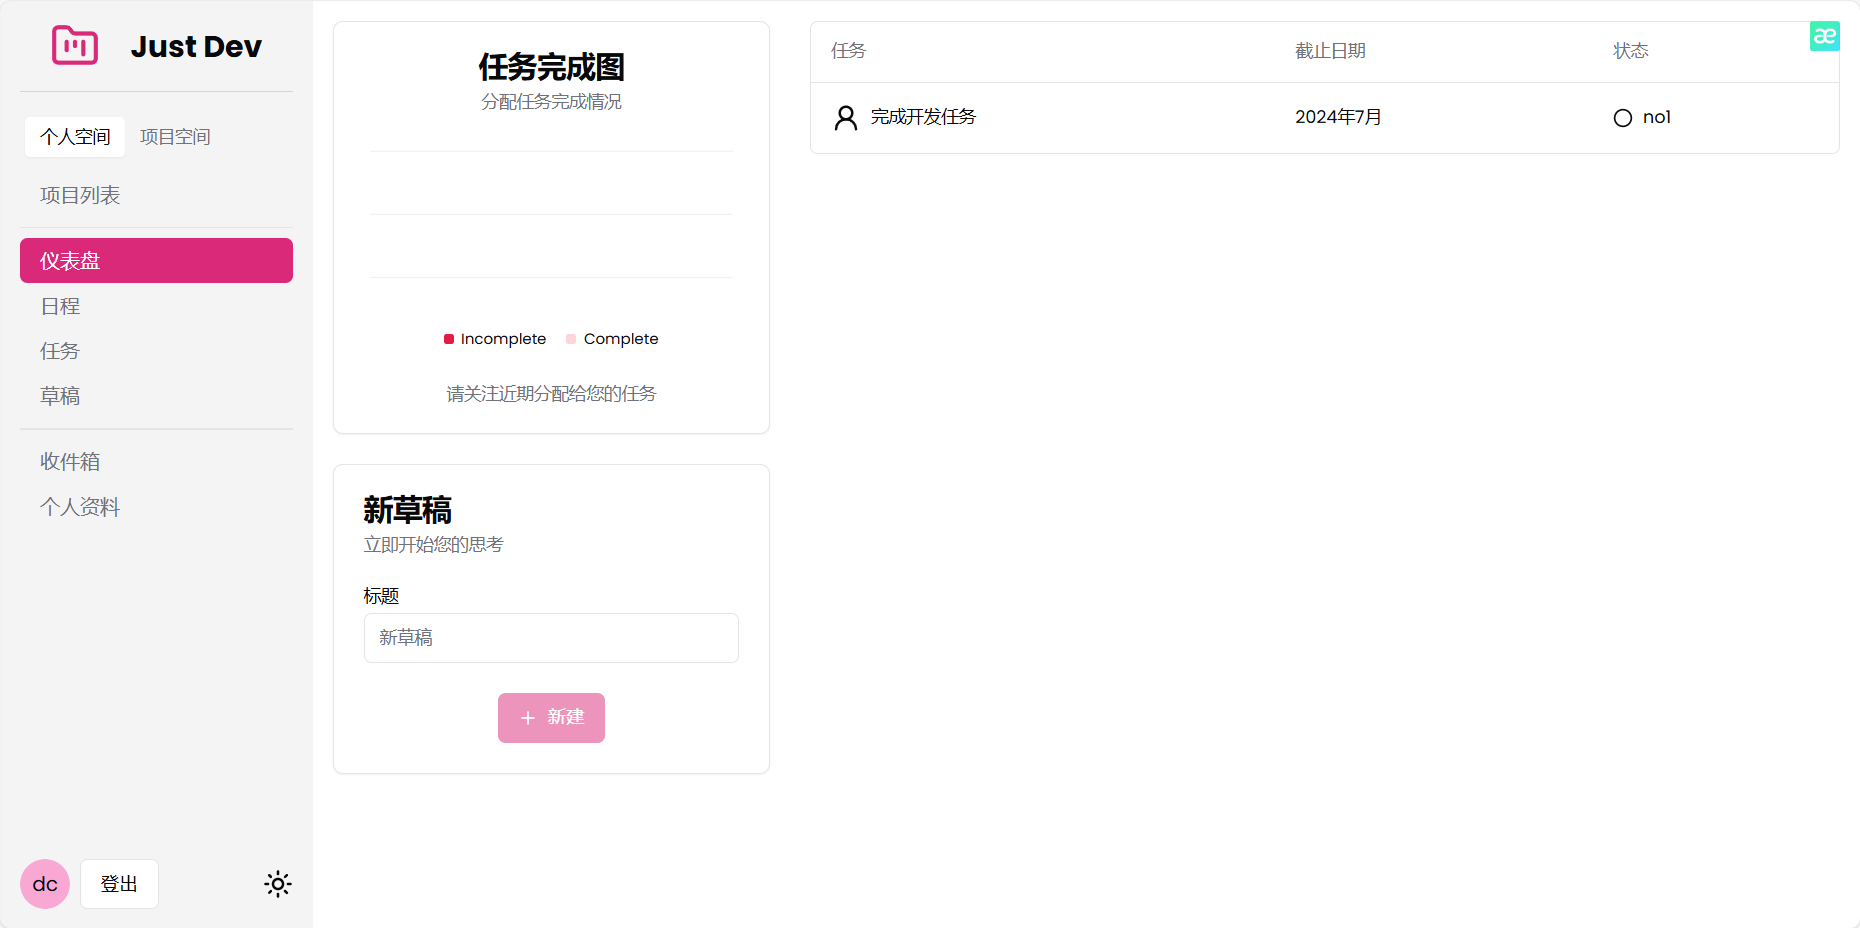 Just Dev
个人空间 项目空间
项目列表
仪表盘
日程
任务
草稿
收件箱
个人资料
dc 登出
任务完成图
分配任务完成情况
Incomplete Complete
请关注近期分配给您的任务
新草稿
立即开始您的思考
标题
新草稿
+ 新建
任务 截止日期 状态
完成开发任务 2024年7月 no1
æ